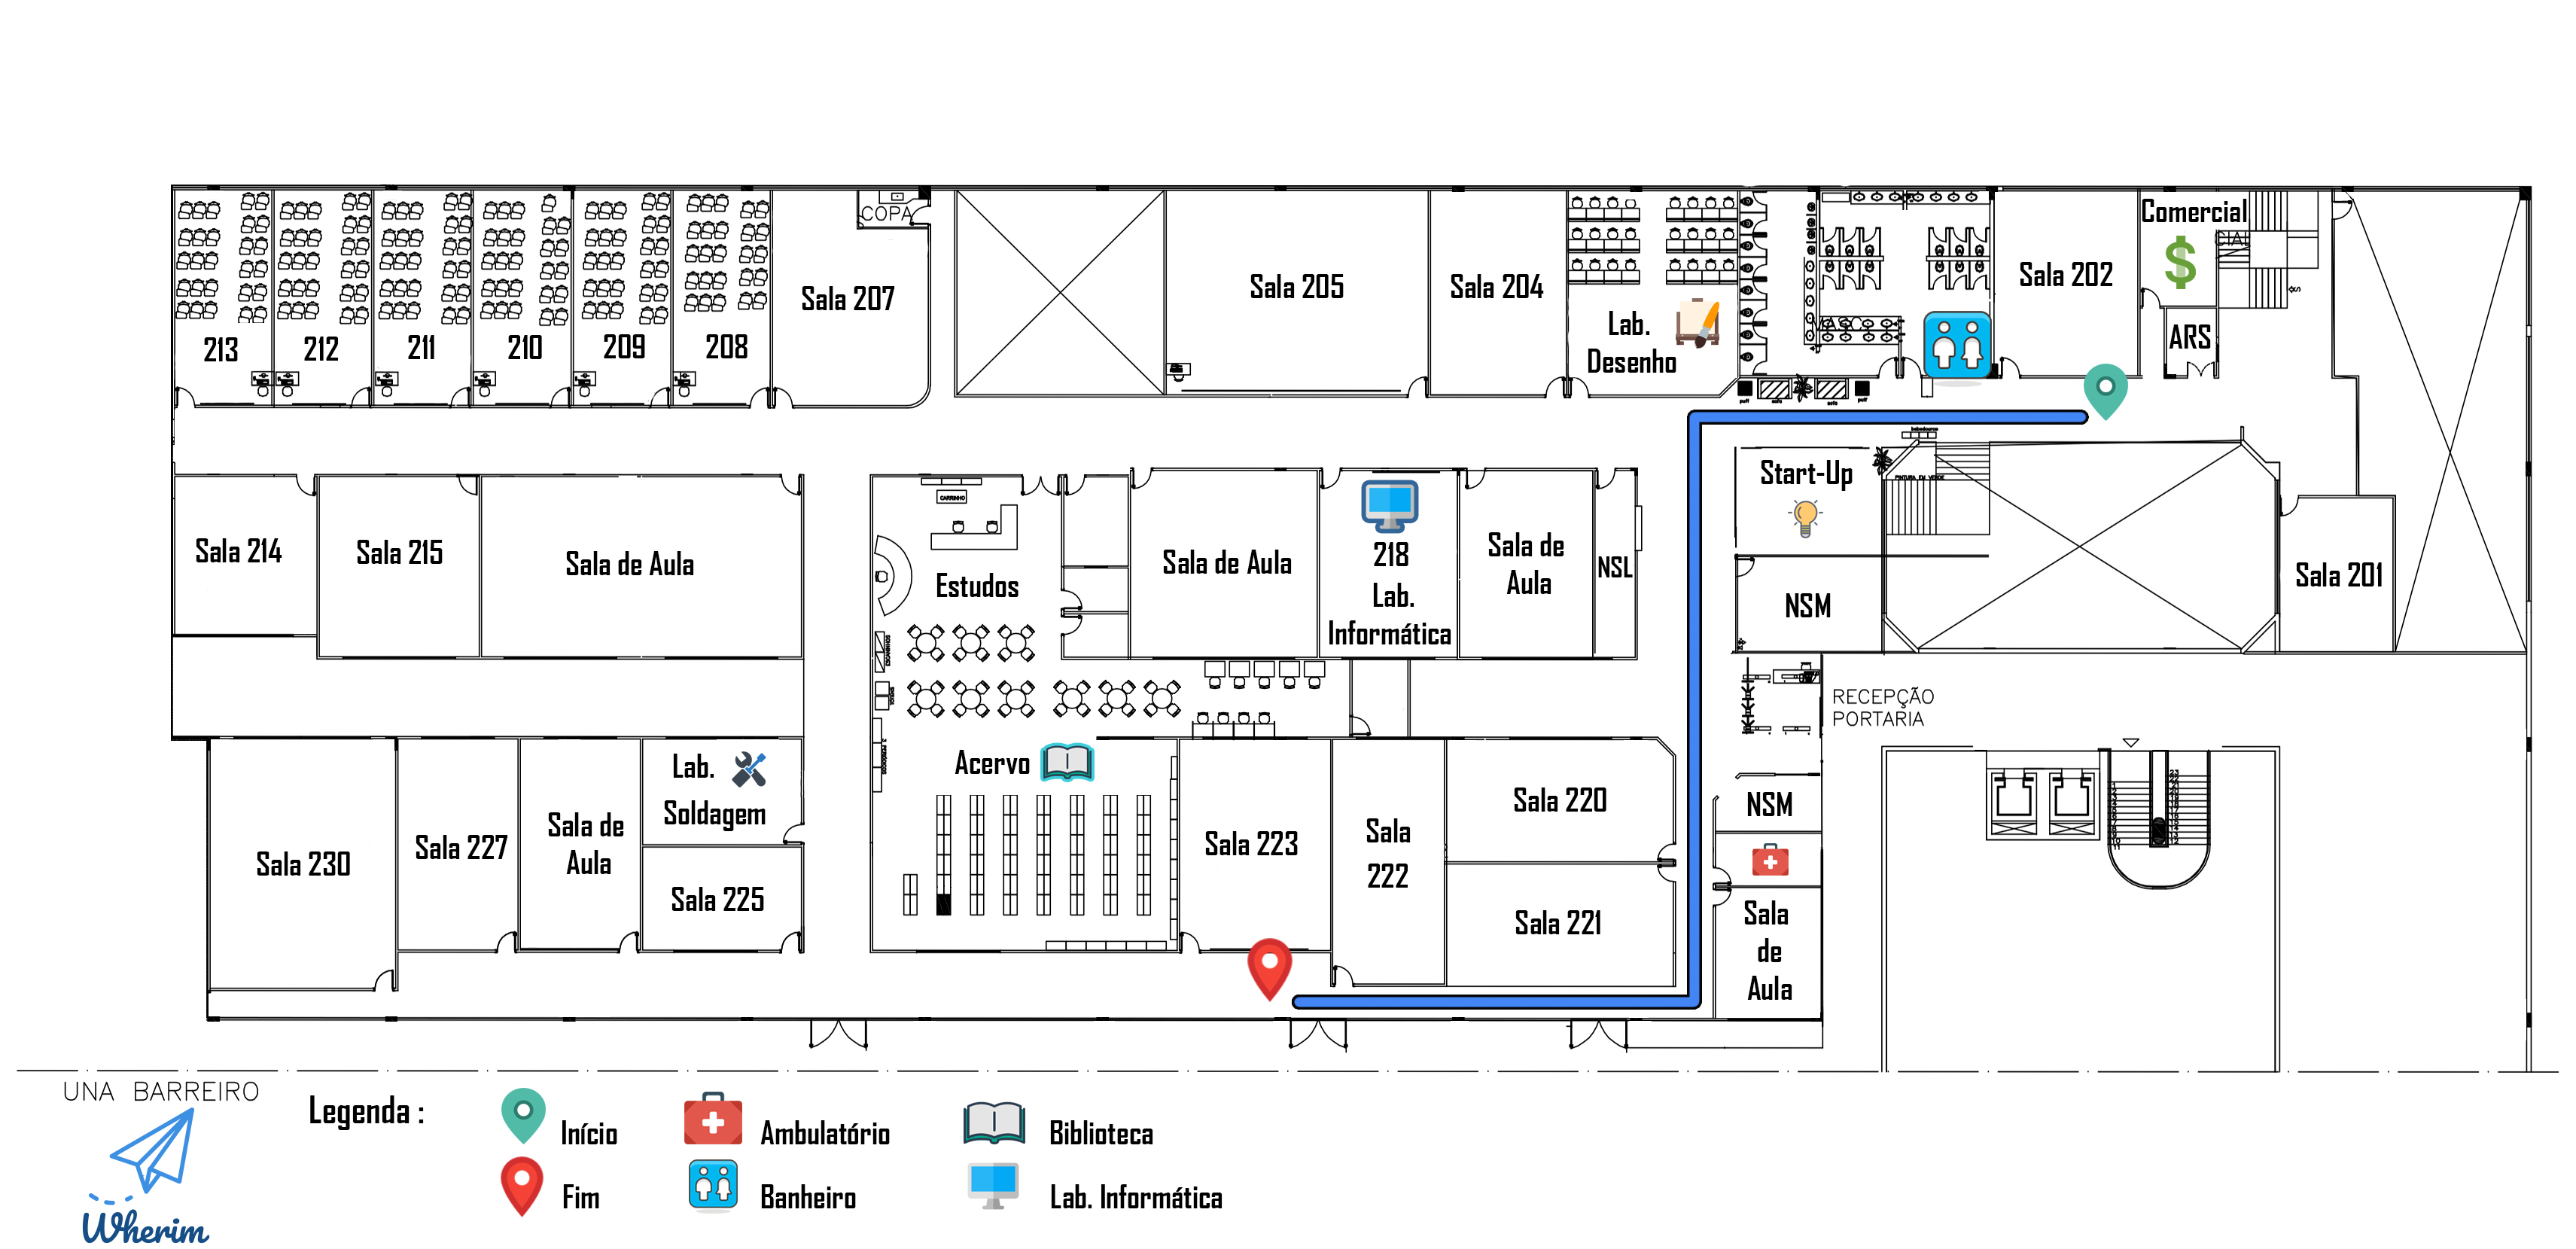 COPA
Comercial
Sala 202
Sala 205
Sala 204
Sala 207
Lab.
Desenho
ARS
213
212
211
210
209
208
Start-Up
CARRINHO
Sala 214
Sala 215
Sala de Aula
Estudos
Sala de Aula
218
Lab.
Informática
Sala de
Aula
NSL
NSM
Sala 201
RECEPÇÃO
PORTARIA
Acervo
Lab.
Soldagem
Sala 230
Sala 227
Sala de
Aula
Sala 225
Sala 223
Sala
222
Sala 220
Sala 221
NSM
Sala
de
Aula
UNA BARREIRO
Wherim
Legenda :
Início
Ambulatório
Biblioteca
Fim
Banheiro
Lab. Informática